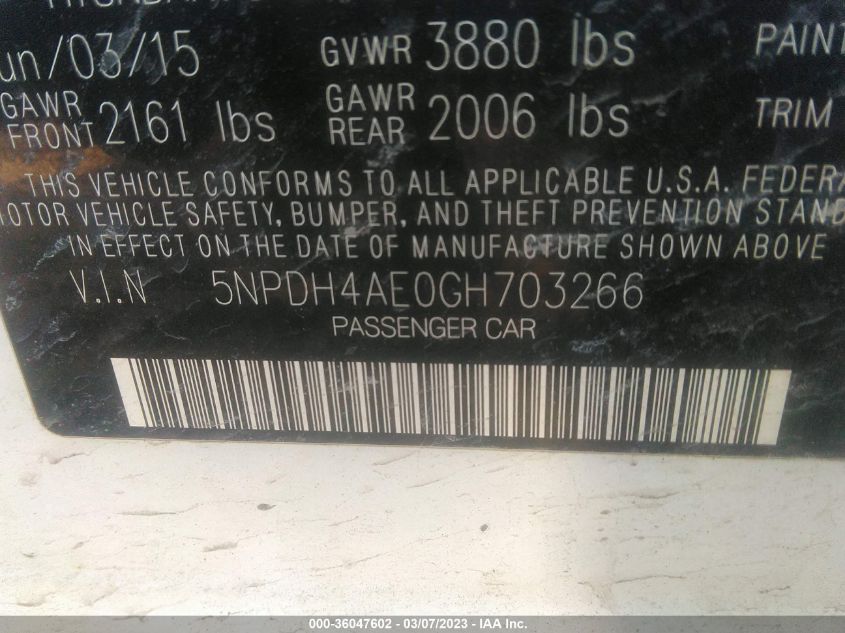 un/03/15 GVWR 3880 lbs PAINT
GAWR FRONT 2161 lbs GAWR REAR 2006 lbs TRIM
THIS VEHICLE CONFORMS TO ALL APPLICABLE U.S.A. FEDERA
MOTOR VEHICLE SAFETY, BUMPER, AND THEFT PREVENTION STAND
IN EFFECT ON THE DATE OF MANUFACTURE SHOWN ABOVE
V.I.N 5NPDH4AE0GH703266
PASSENGER CAR
000-36047602 - 03/07/2023 - IAA Inc.